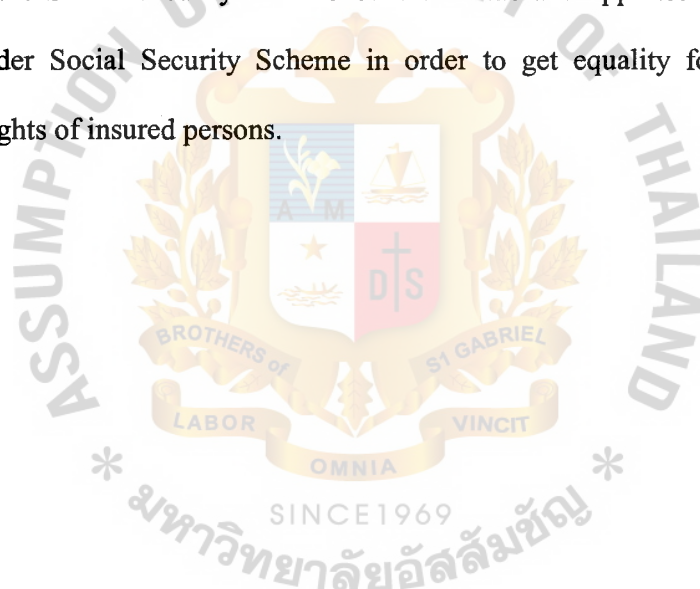 der Social Security Scheme in order to get equality fo
ghts of insured persons.
ASSUMPTION
OF THAILAND
A M
D S
BROTHERS of
S1 GABRIEL
LABOR
VINCIT
OMNIA
SINCE1969
* มหาวิทยาลัยอัสสัมชัญ *